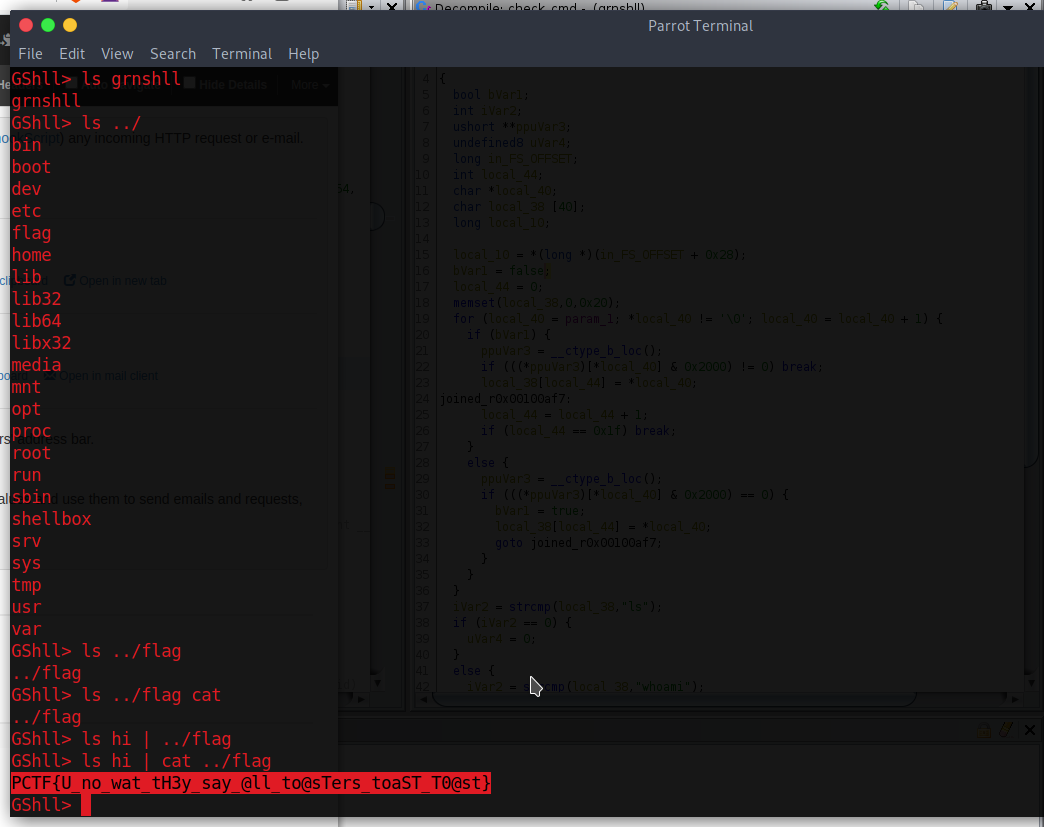 Decompile: check_cmd - (grnshll)
Parrot Terminal
File Edit View Search Terminal Help
GShll> ls grnshll
grnshll
GShll> ls ../
bin
boot
dev
etc
flag
home
lib
lib32
lib64
libx32
media
mnt
opt
proc
root
run
sbin
shellbox
srv
sys
tmp
usr
var
GShll> ls ../flag
../flag
GShll> ls ../flag cat
../flag
GShll> ls hi | ../flag
GShll> ls hi | cat ../flag
PCTF{U_no_wat_tH3y_say_@ll_to@sTers_toaST_T0@st}
GShll>
Hide Details More
script) any incoming HTTP request or e-mail.
64,
Open in new tab
Open in mail client
address bar.
use them to send emails and requests,
4 {
5 bool bVar1;
6 int iVar2;
7 ushort **ppuVar3;
8 undefined8 uVar4;
9 long in_FS_OFFSET;
10 int local_44;
11 char *local_40;
12 char local_38 [40];
13 long local_10;
14
15 local_10 = *(long *)(in_FS_OFFSET + 0x28);
16 bVar1 = false;
17 local_44 = 0;
18 memset(local_38,0,0x20);
19 for (local_40 = param_1; *local_40 != '\0'; local_40 = local_40 + 1) {
20 if (bVar1) {
21 ppuVar3 = __ctype_b_loc();
22 if (((*ppuVar3)[*local_40] & 0x2000) != 0) break;
23 local_38[local_44] = *local_40;
24 joined_r0x00100af7:
25 local_44 = local_44 + 1;
26 if (local_44 == 0x1f) break;
27 }
28 else {
29 ppuVar3 = __ctype_b_loc();
30 if (((*ppuVar3)[*local_40] & 0x2000) == 0) {
31 bVar1 = true;
32 local_38[local_44] = *local_40;
33 goto joined_r0x00100af7;
34 }
35 }
36 }
37 iVar2 = strcmp(local_38,"ls");
38 if (iVar2 == 0) {
39 uVar4 = 0;
40 }
41 else {
42 iVar2 = strcmp(local_38,"whoami");